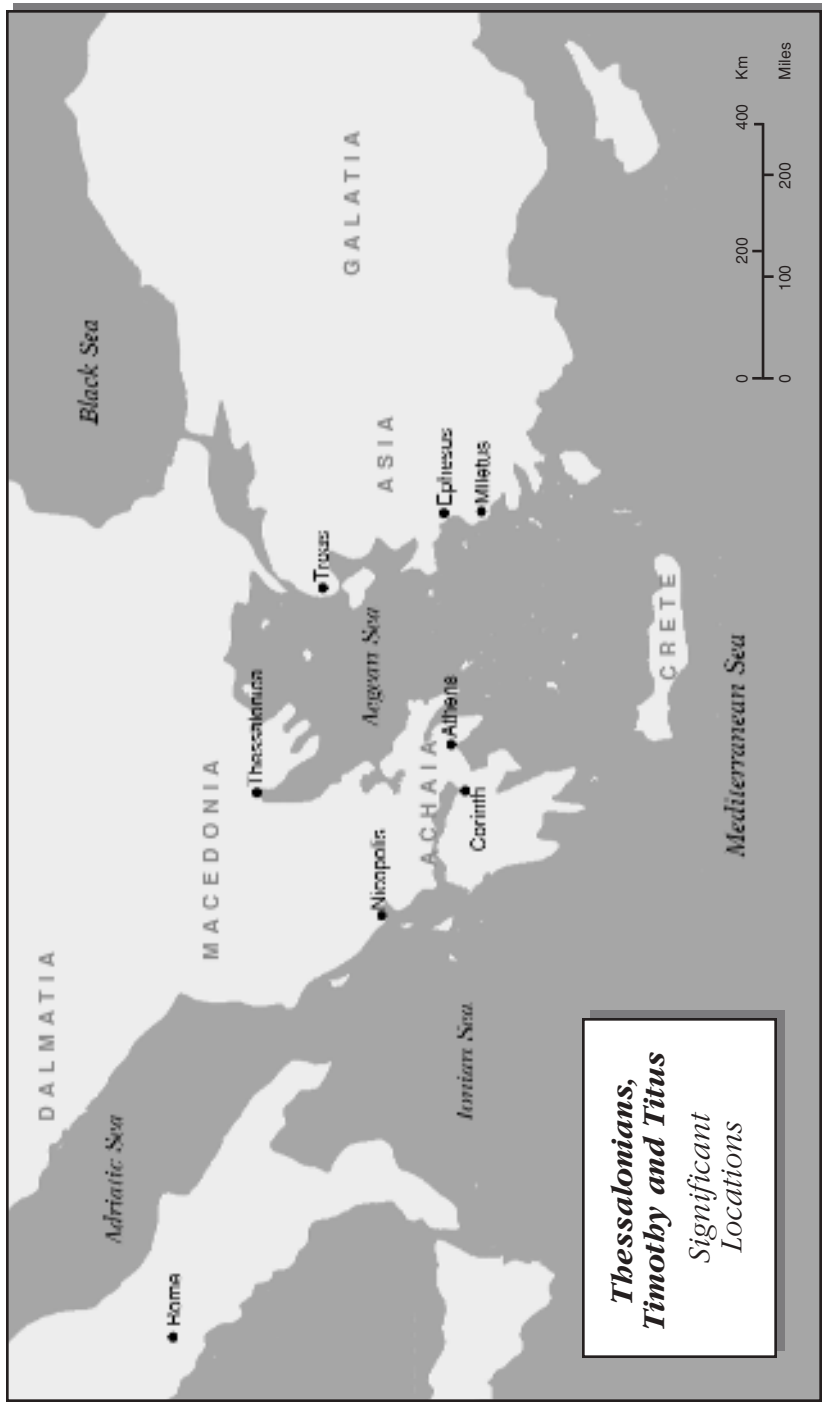 Thessalonians,
Timothy and Titus
Significant
Locations
DALMATIA
MACEDONIA
ACHAIA
ASIA
GALATIA
CRETE
Adriatic Sea
Ionian Sea
Aegean Sea
Black Sea
Mediterranean Sea
Rome
Nicopolis
Thessalonica
Corinth
Athens
Troas
Ephesus
Miletus
0 200 400 Km
0 100 200 Miles